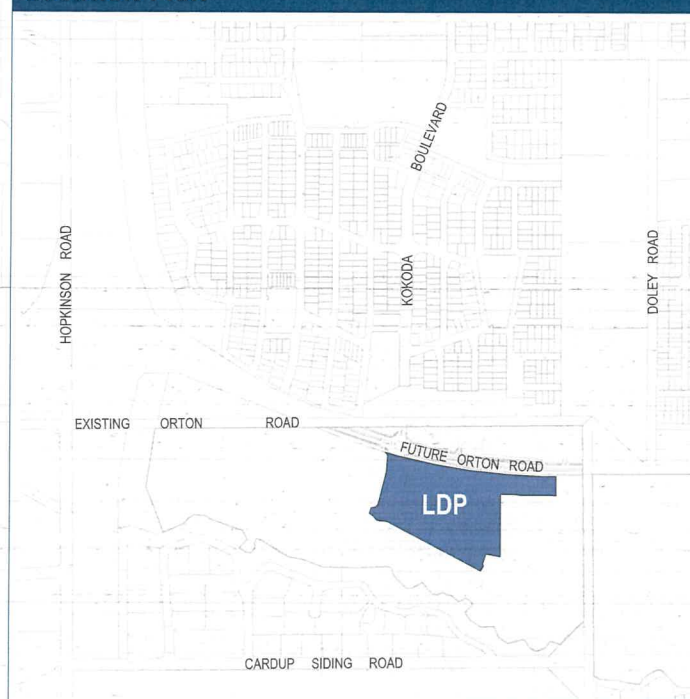 BOULEVARD
HOPKINSON ROAD
KOKODA
DOLEY ROAD
EXISTING ORTON ROAD
FUTURE ORTON ROAD
LDP
CARDUP SIDING ROAD